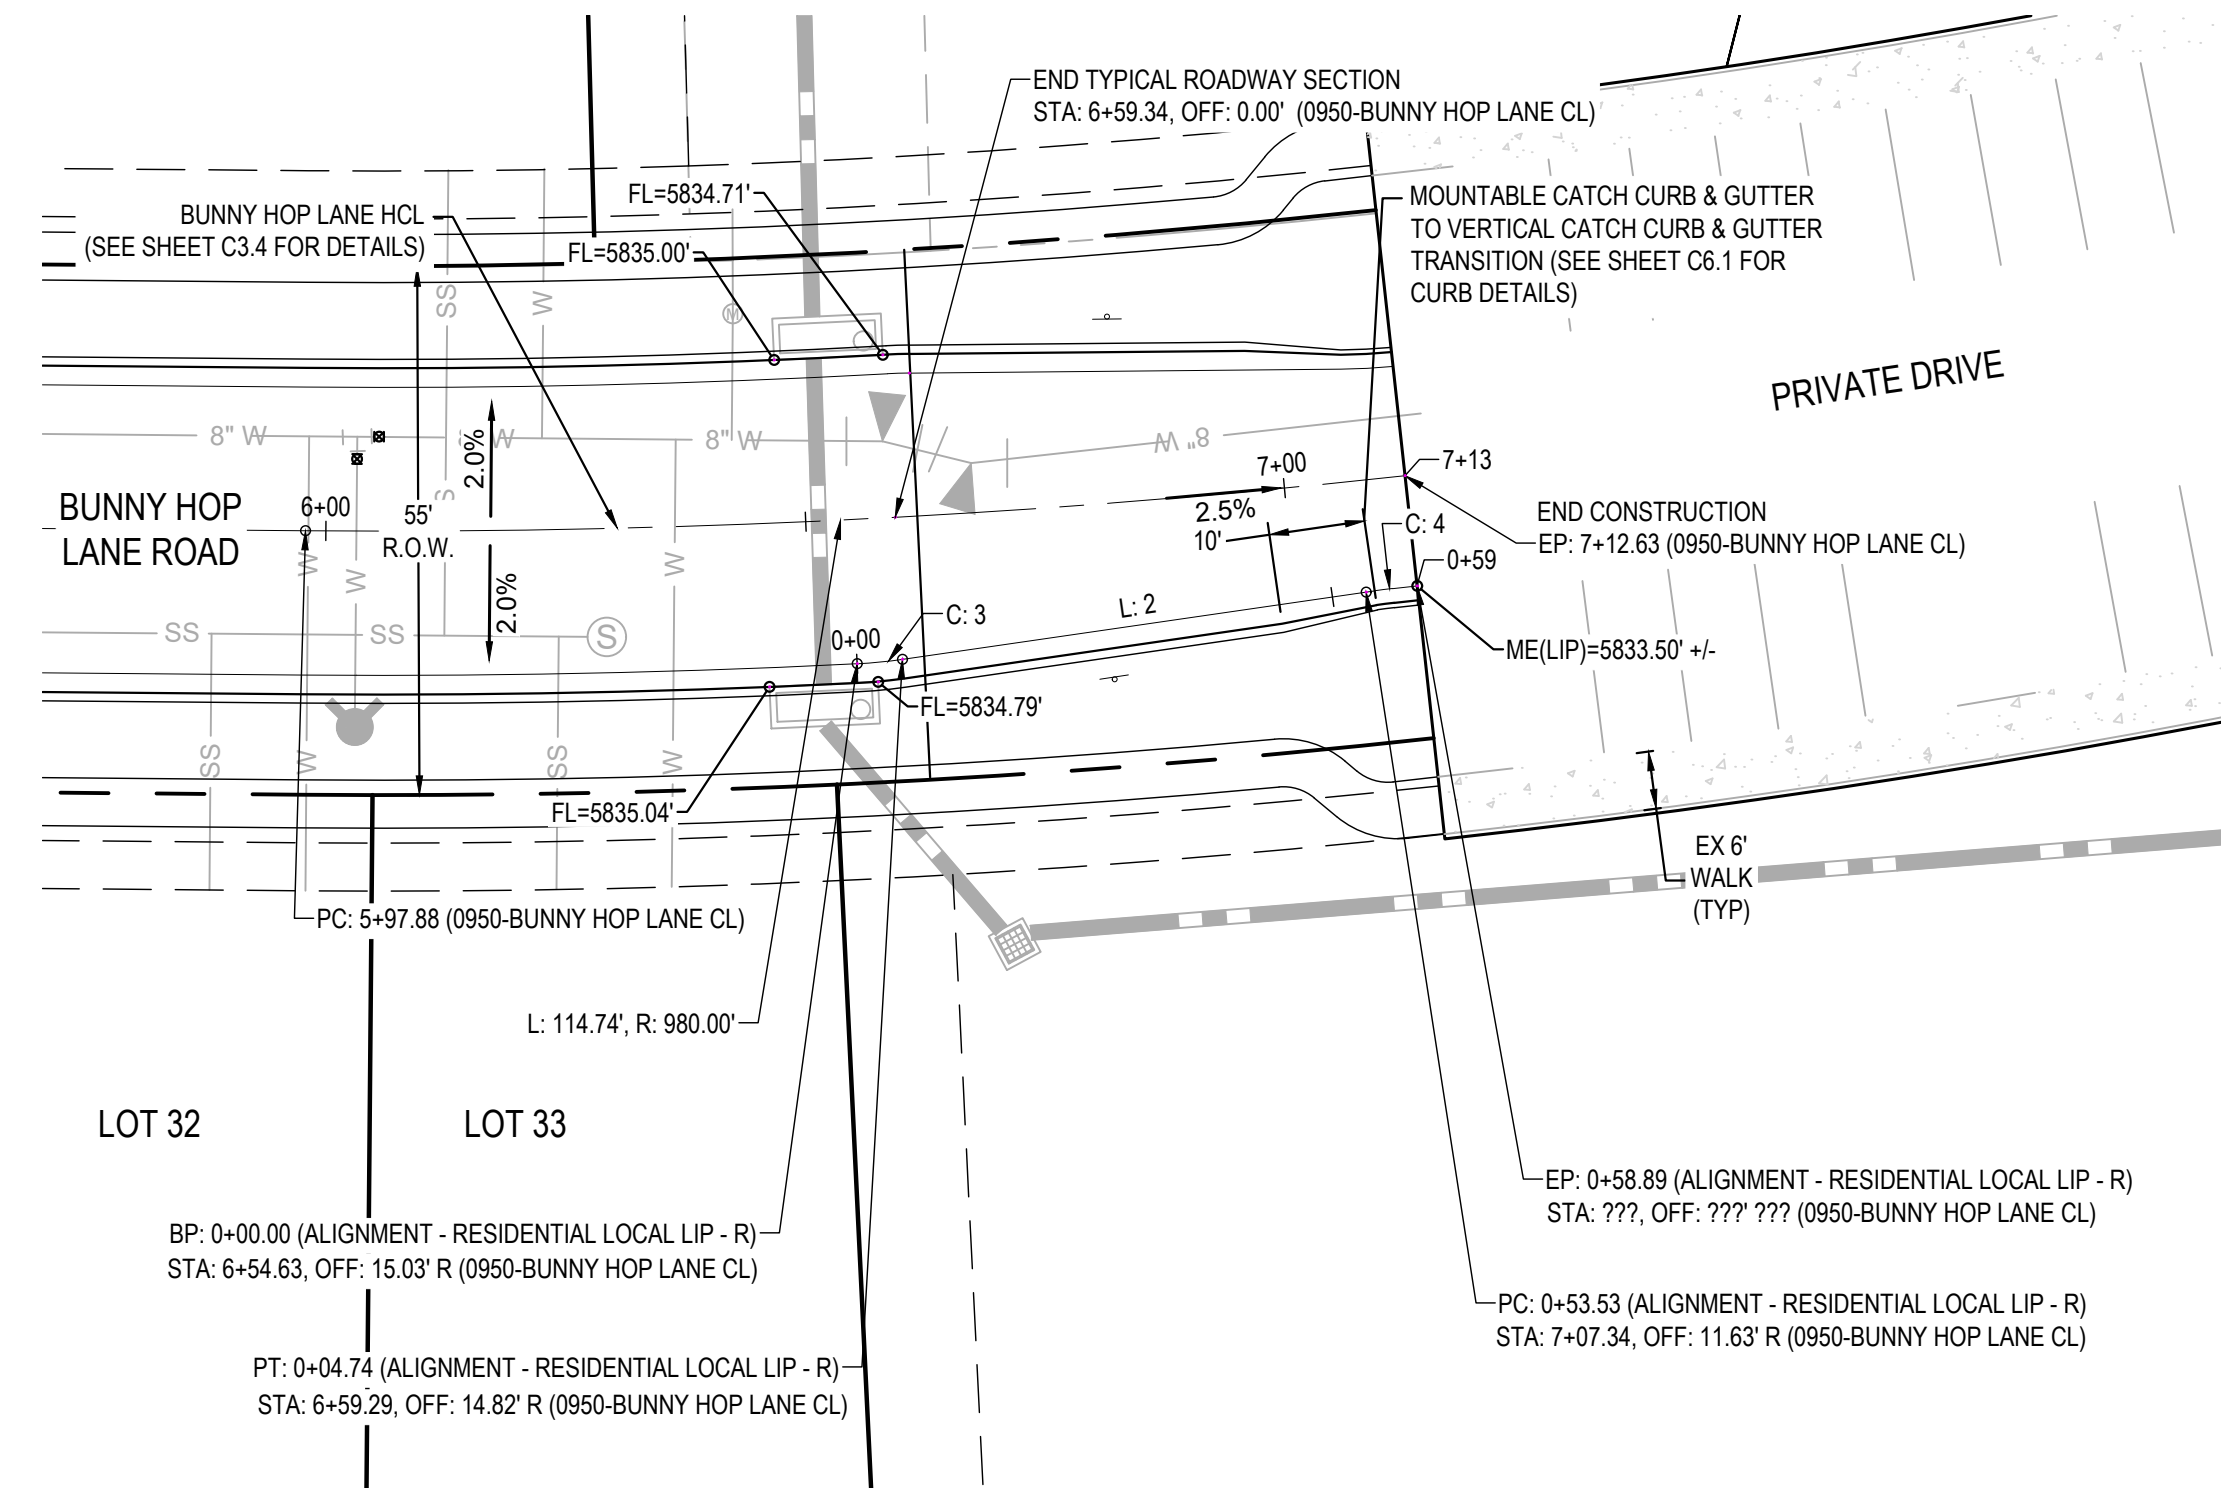 END TYPICAL ROADWAY SECTION
STA: 6+59.34, OFF: 0.00' (0950-BUNNY HOP LANE CL)
FL=5834.71'
BUNNY HOP LANE HCL
(SEE SHEET C3.4 FOR DETAILS)
FL=5835.00'
MOUNTABLE CATCH CURB & GUTTER
TO VERTICAL CATCH CURB & GUTTER
TRANSITION (SEE SHEET C6.1 FOR
CURB DETAILS)
SS
W
M
PRIVATE DRIVE
8" W
W
8" W
8" W
2.0%
7+00
7+13
BUNNY HOP
LANE ROAD
6+00
55'
R.O.W.
S
2.5%
10'
C: 4
END CONSTRUCTION
EP: 7+12.63 (0950-BUNNY HOP LANE CL)
0+59
W
W
W
2.0%
L: 2
C: 3
SS
SS
S
0+00
ME(LIP)=5833.50' +/-
FL=5834.79'
SS
W
SS
W
FL=5835.04'
EX 6'
WALK
(TYP)
PC: 5+97.88 (0950-BUNNY HOP LANE CL)
L: 114.74', R: 980.00'
LOT 32
LOT 33
EP: 0+58.89 (ALIGNMENT - RESIDENTIAL LOCAL LIP - R)
STA: ???, OFF: ???' ??? (0950-BUNNY HOP LANE CL)
BP: 0+00.00 (ALIGNMENT - RESIDENTIAL LOCAL LIP - R)
STA: 6+54.63, OFF: 15.03' R (0950-BUNNY HOP LANE CL)
PC: 0+53.53 (ALIGNMENT - RESIDENTIAL LOCAL LIP - R)
STA: 7+07.34, OFF: 11.63' R (0950-BUNNY HOP LANE CL)
PT: 0+04.74 (ALIGNMENT - RESIDENTIAL LOCAL LIP - R)
STA: 6+59.29, OFF: 14.82' R (0950-BUNNY HOP LANE CL)